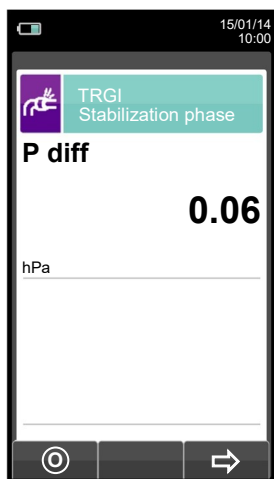 15/01/14
10:00
TRGI
Stabilization phase
P diff
0.06
hPa